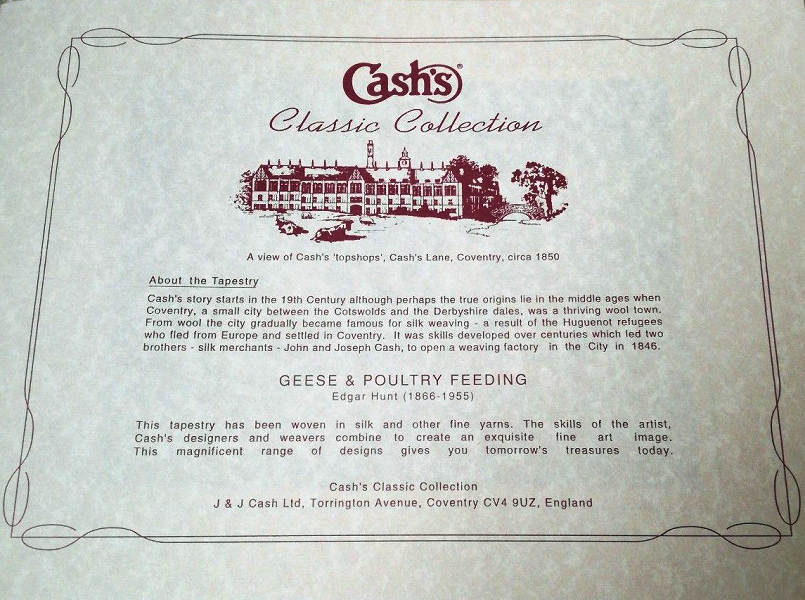 Cash's®
Classic Collection
A view of Cash's 'topshops', Cash's Lane, Coventry, circa 1850
About the Tapestry
Cash's story starts in the 19th Century although perhaps the true origins lie in the middle ages when
Coventry, a small city between the Cotswolds and the Derbyshire dales, was a thriving wool town.
From wool the city gradually became famous for silk weaving - a result of the Huguenot refugees
who fled from Europe and settled in Coventry. It was skills developed over centuries which led two
brothers - silk merchants - John and Joseph Cash, to open a weaving factory in the City in 1846.
GEESE & POULTRY FEEDING
Edgar Hunt (1866-1955)
This tapestry has been woven in silk and other fine yarns. The skills of the artist,
Cash's designers and weavers combine to create an exquisite fine art image.
This magnificent range of designs gives you tomorrow's treasures today.
Cash's Classic Collection
J & J Cash Ltd, Torrington Avenue, Coventry CV4 9UZ, England